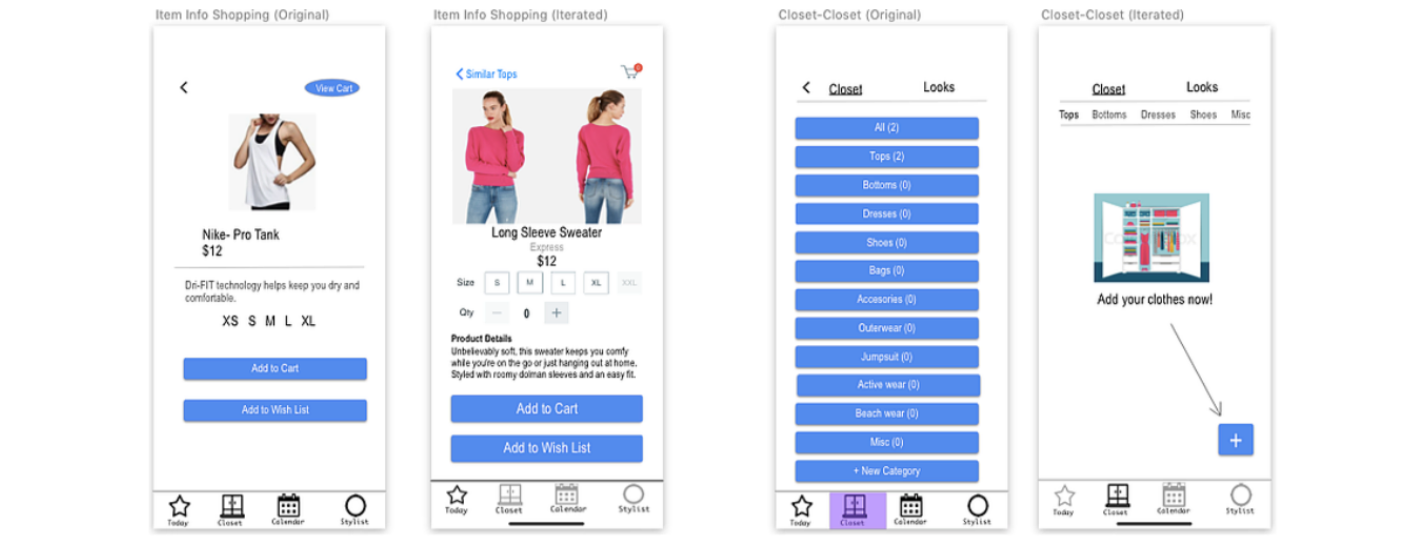 Item Info Shopping (Original)
View Cart
Nike- Pro Tank
$12
Dri-FIT technology helps keep you dry and
comfortable.
XS S M L XL
Add to Cart
Add to Wish List
Today Closet Calendar Stylist
Item Info Shopping (Iterated)
Similar Tops
0
Long Sleeve Sweater
Express
$12
Size S M L XL XXL
Qty − 0 +
Product Details
Unbelievably soft, this sweater keeps you comfy
while you're on the go or just hanging out at home.
Styled with roomy dolman sleeves and an easy fit.
Add to Cart
Add to Wish List
Today Closet Calendar Stylist
Closet-Closet (Original)
Closet Looks
All (2)
Tops (2)
Bottoms (0)
Dresses (0)
Shoes (0)
Bags (0)
Accesories (0)
Outerwear (0)
Jumpsuit (0)
Active wear (0)
Beach wear (0)
Misc (0)
+ New Category
Today Closet Calendar Stylist
Closet-Closet (Iterated)
Closet Looks
Tops Bottoms Dresses Shoes Misc
Add your clothes now!
+
Today Closet Calendar Stylist